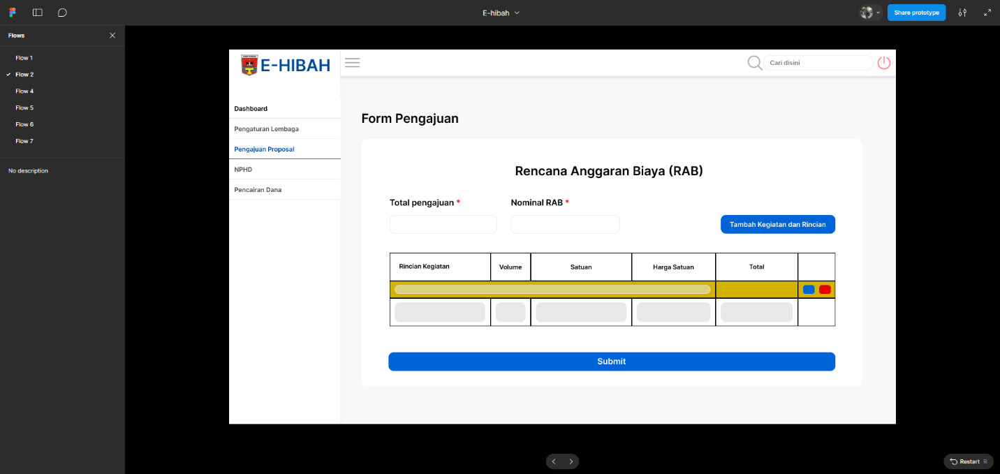 E-hibah
Share prototype
Flows
Flow 1
Flow 2
Flow 4
Flow 5
Flow 6
Flow 7
No description
E-HIBAH
Cari disini
Dashboard
Pengaturan Lembaga
Pengajuan Proposal
NPHD
Pencairan Dana
Form Pengajuan
Rencana Anggaran Biaya (RAB)
Total pengajuan *
Nominal RAB *
Tambah Kegiatan dan Rincian
Rincian Kegiatan
Volume
Satuan
Harga Satuan
Total
Submit
Restart R